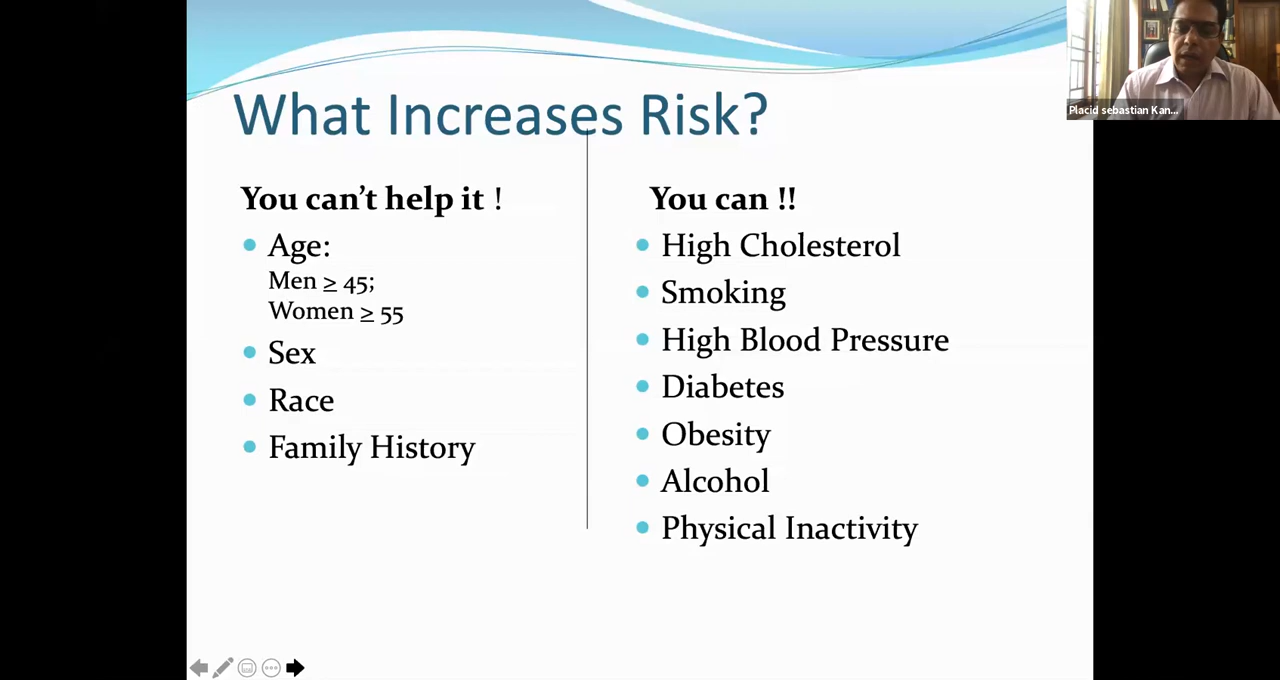 What Increases Risk?
You can't help it !
Age:
Men ≥ 45;
Women ≥ 55
Sex
Race
Family History
You can !!
High Cholesterol
Smoking
High Blood Pressure
Diabetes
Obesity
Alcohol
Physical Inactivity
Placid sebastian Kan...